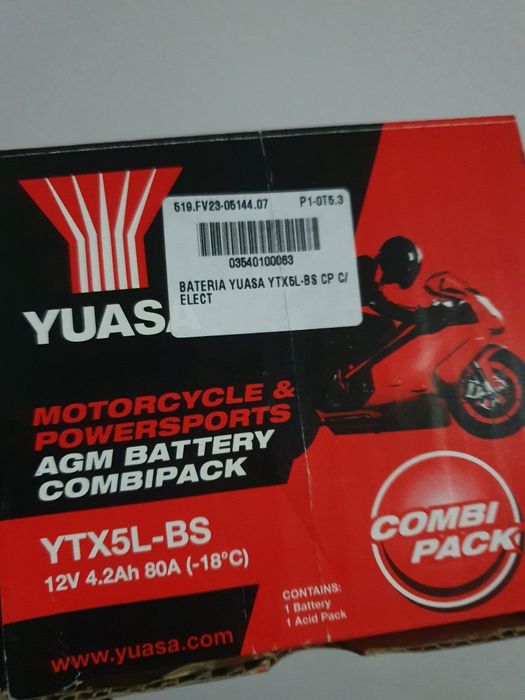 519.FV23-05144.07 P1-0T5.3
03540100063
BATERIA YUASA YTX5L-BS CP C/
ELECT
YUASA
MOTORCYCLE &
POWERSPORTS
AGM BATTERY
COMBIPACK
YTX5L-BS
12V 4.2Ah 80A (-18°C)
COMBI
PACK
CONTAINS:
1 Battery
1 Acid Pack
www.yuasa.com